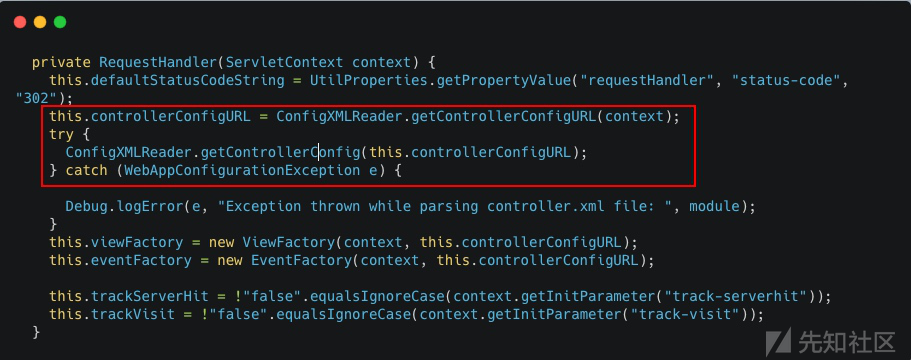 private RequestHandler(ServletContext context) {
this.defaultStatusCodeString = UtilProperties.getPropertyValue("requestHandler", "status-code",
"302");
this.controllerConfigURL = ConfigXMLReader.getControllerConfigURL(context);
try {
ConfigXMLReader.getControllerConfig(this.controllerConfigURL);
} catch (WebAppConfigurationException e) {
Debug.logError(e, "Exception thrown while parsing controller.xml file: ", module);
}
this.viewFactory = new ViewFactory(context, this.controllerConfigURL);
this.eventFactory = new EventFactory(context, this.controllerConfigURL);
this.trackServerHit = !"false".equalsIgnoreCase(context.getInitParameter("track-serverhit"));
this.trackVisit = !"false".equalsIgnoreCase(context.getInitParameter("track-visit"));
}
先知社区